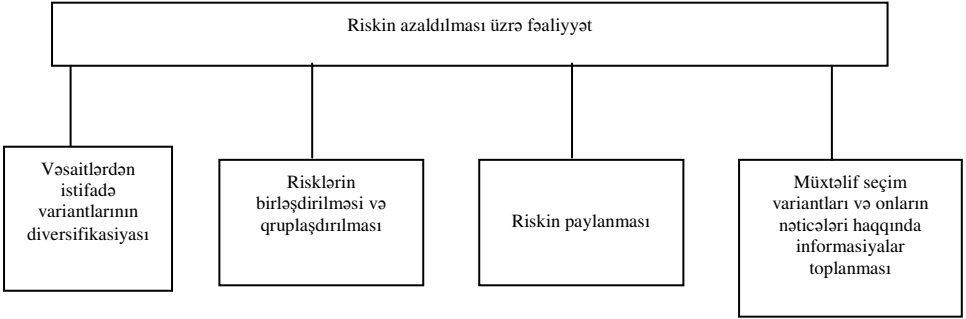 Riskin azaldılması üzrə fəaliyyət
Vəsaitlərdən
istifadə
variantlarının
diversifikasiyası
Risklərin
birləşdirilməsi və
qruplaşdırılması
Riskin paylanması
Müxtəlif seçim
variantları və onların
nəticələri haqqında
informasiyalar
toplanması